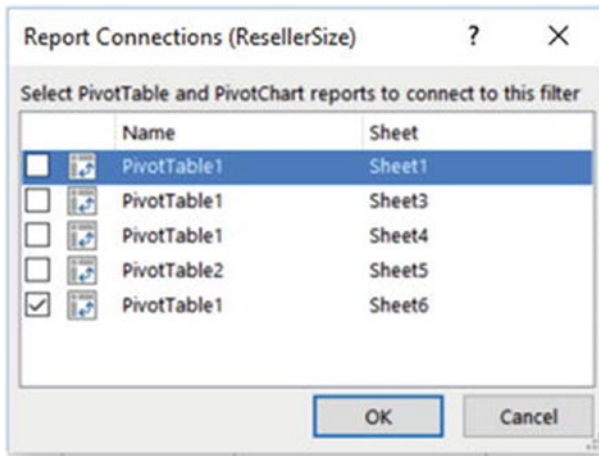 Report Connections (ResellerSize) ?
Select PivotTable and PivotChart reports to connect to this filter
Name Sheet
PivotTable1 Sheet1
PivotTable1 Sheet3
PivotTable1 Sheet4
PivotTable2 Sheet5
PivotTable1 Sheet6
OK Cancel